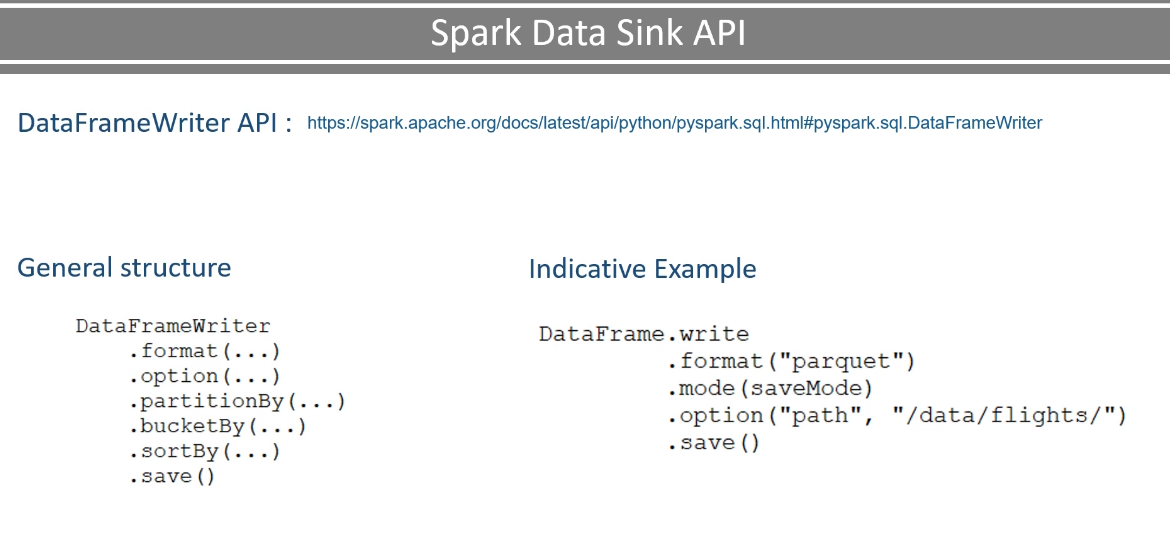 Spark Data Sink API
DataFrameWriter API : https://spark.apache.org/docs/latest/api/python/pyspark.sql.html#pyspark.sql.DataFrameWriter
General structure
DataFrameWriter
.format(...)
.option(...)
.partitionBy(...)
.bucketBy(...)
.sortBy(...)
.save()
Indicative Example
DataFrame.write
.format("parquet")
.mode(saveMode)
.option("path", "/data/flights/")
.save()